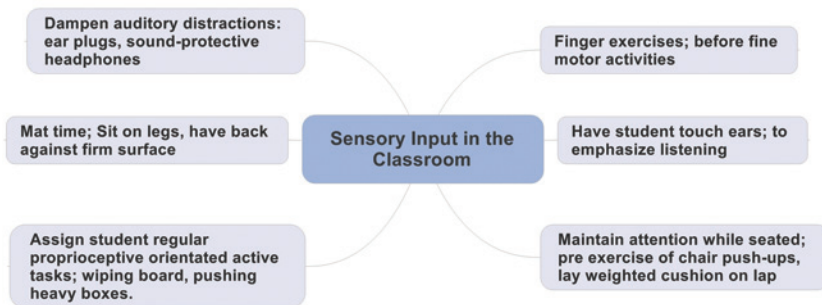 Dampen auditory distractions:
ear plugs, sound-protective
headphones
Finger exercises; before fine
motor activities
Mat time; Sit on legs, have back
against firm surface
Sensory Input in the
Classroom
Have student touch ears; to
emphasize listening
Assign student regular
proprioceptive orientated active
tasks; wiping board, pushing
heavy boxes.
Maintain attention while seated;
pre exercise of chair push-ups,
lay weighted cushion on lap